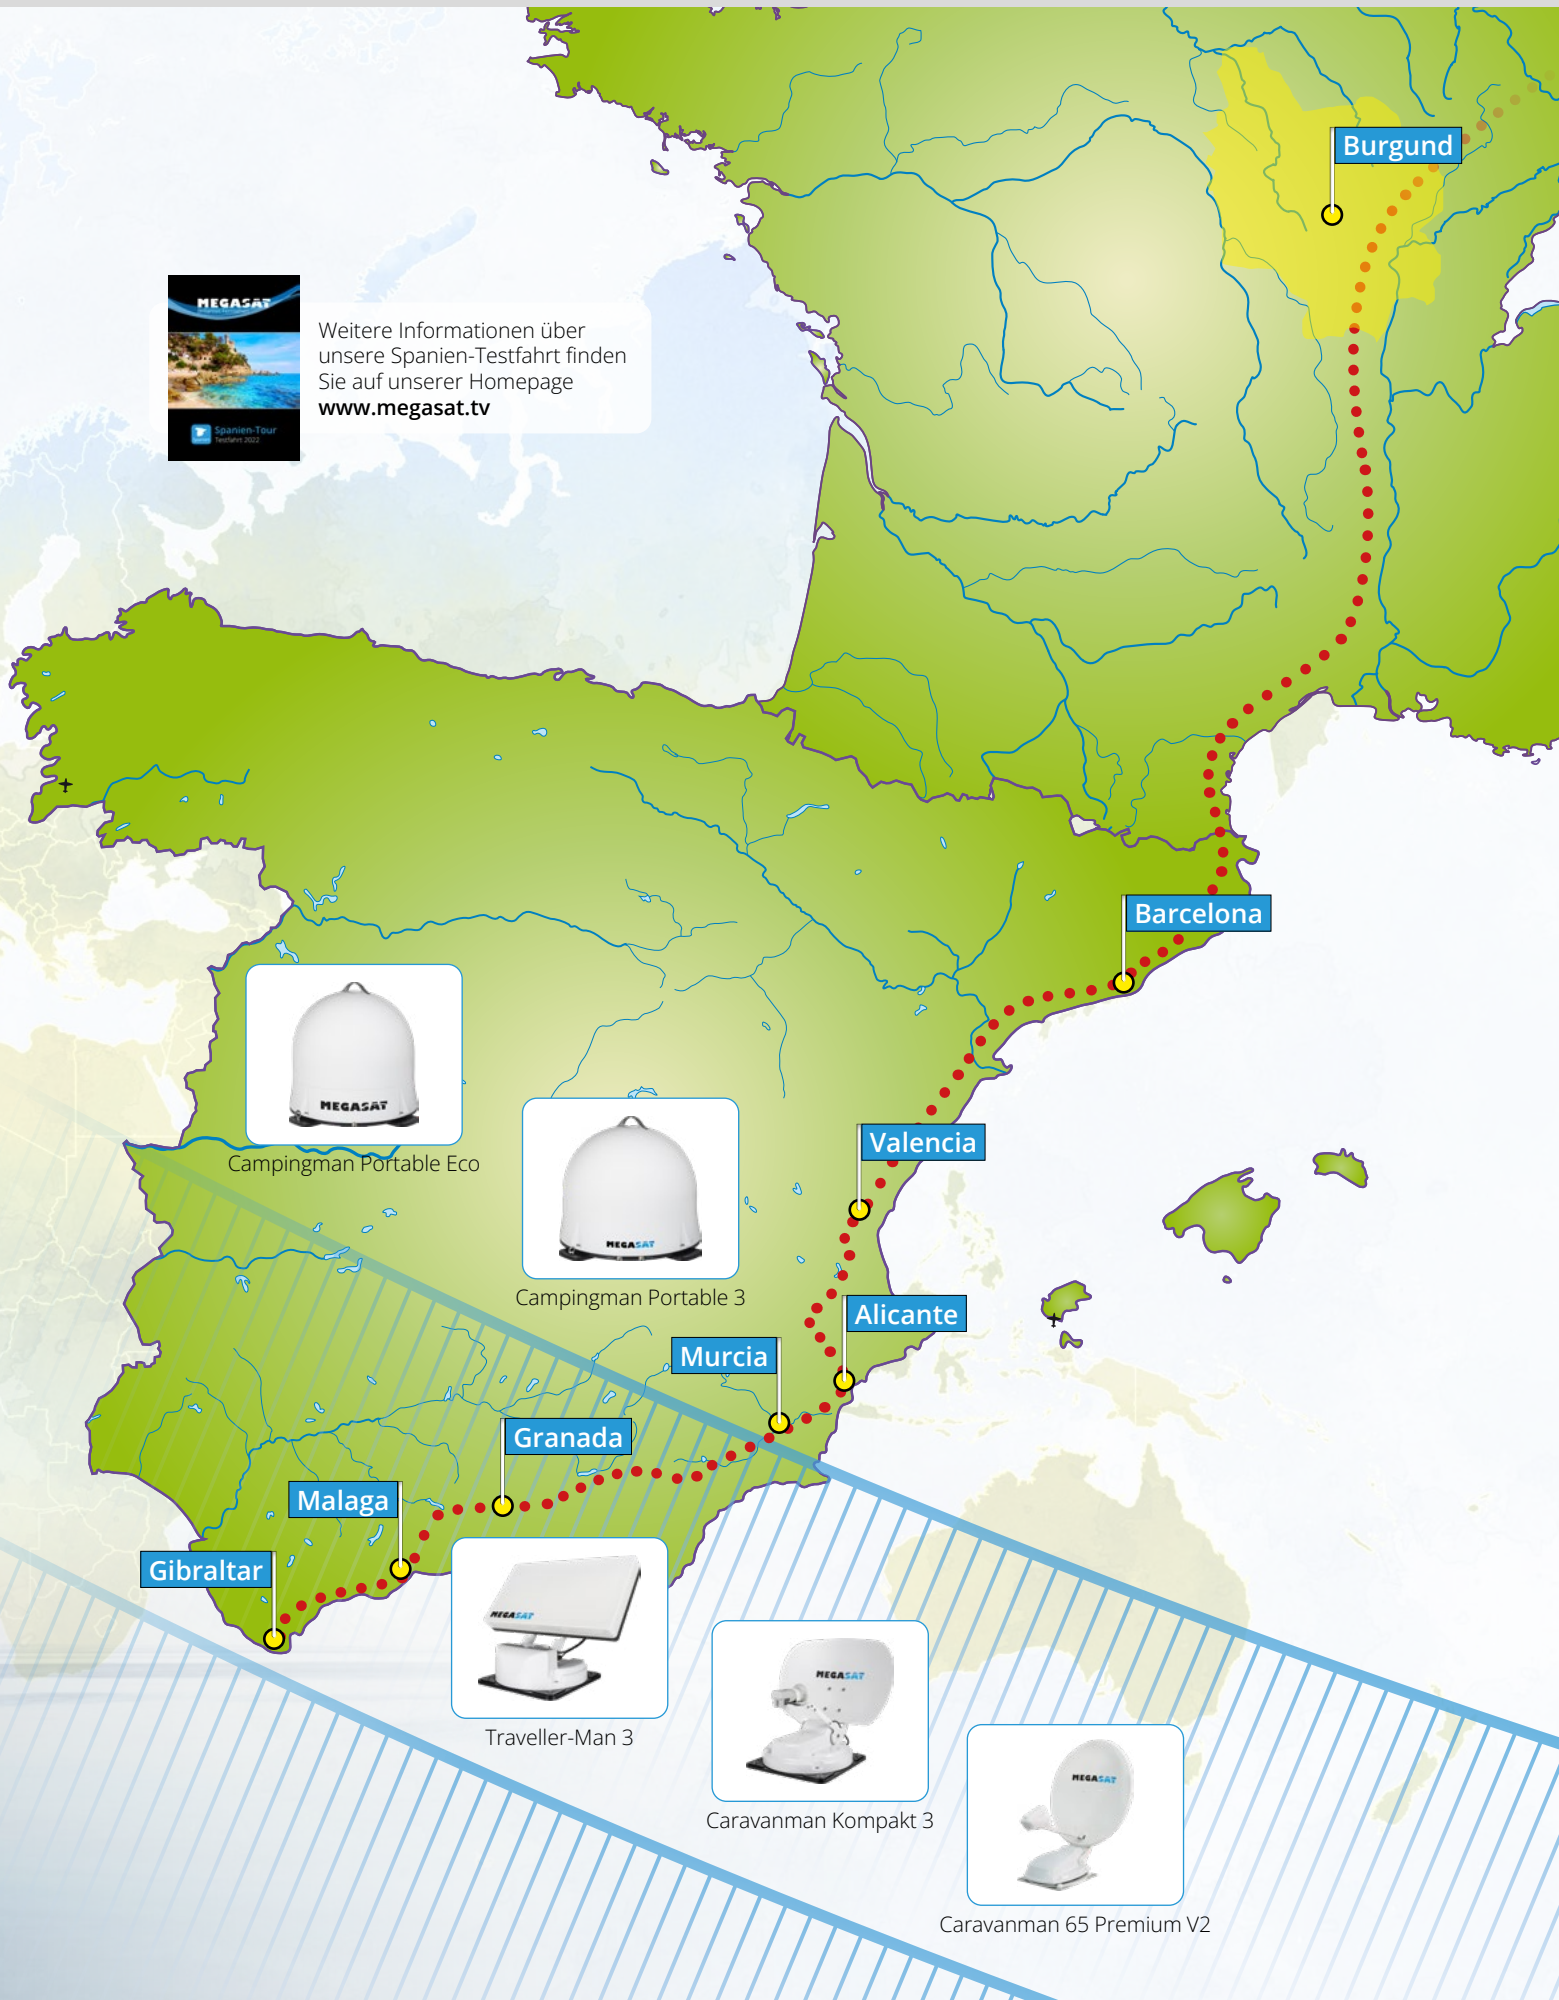 Burgund
MEGASAT
Weitere Informationen über
unsere Spanien-Testfahrt finden
Sie auf unserer Homepage
www.megasat.tv
Spanien-Tour
Testfahrt 2022
Barcelona
MEGASAT
Campingman Portable Eco
Valencia
MEGASAT
Campingman Portable 3
Alicante
Murcia
Granada
Malaga
Gibraltar
MEGASAT
Traveller-Man 3
MEGASAT
Caravanman Kompakt 3
MEGASAT
Caravanman 65 Premium V2